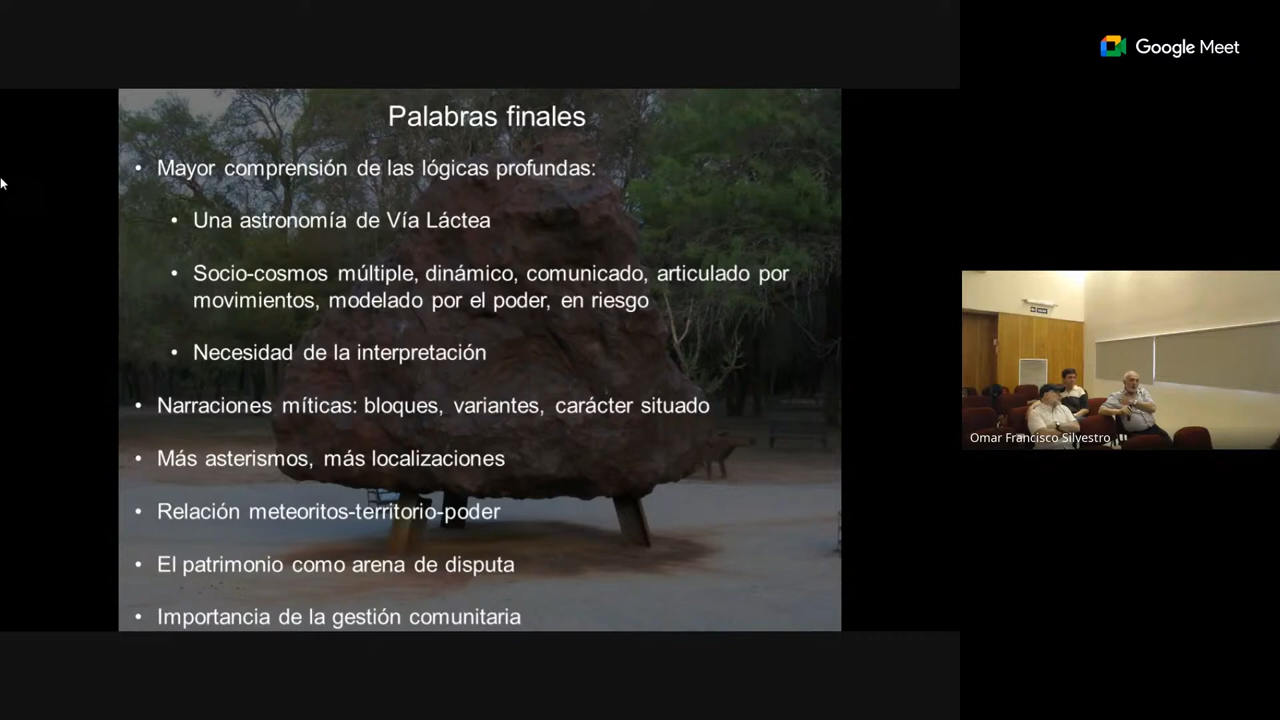 Google Meet
Palabras finales
• Mayor comprensión de las lógicas profundas:
• Una astronomía de Vía Láctea
• Socio-cosmos múltiple, dinámico, comunicado, articulado por
movimientos, modelado por el poder, en riesgo
• Necesidad de la interpretación
• Narraciones míticas: bloques, variantes, carácter situado
• Más asterismos, más localizaciones
• Relación meteoritos-territorio-poder
• El patrimonio como arena de disputa
• Importancia de la gestión comunitaria
Omar Francisco Silvestro